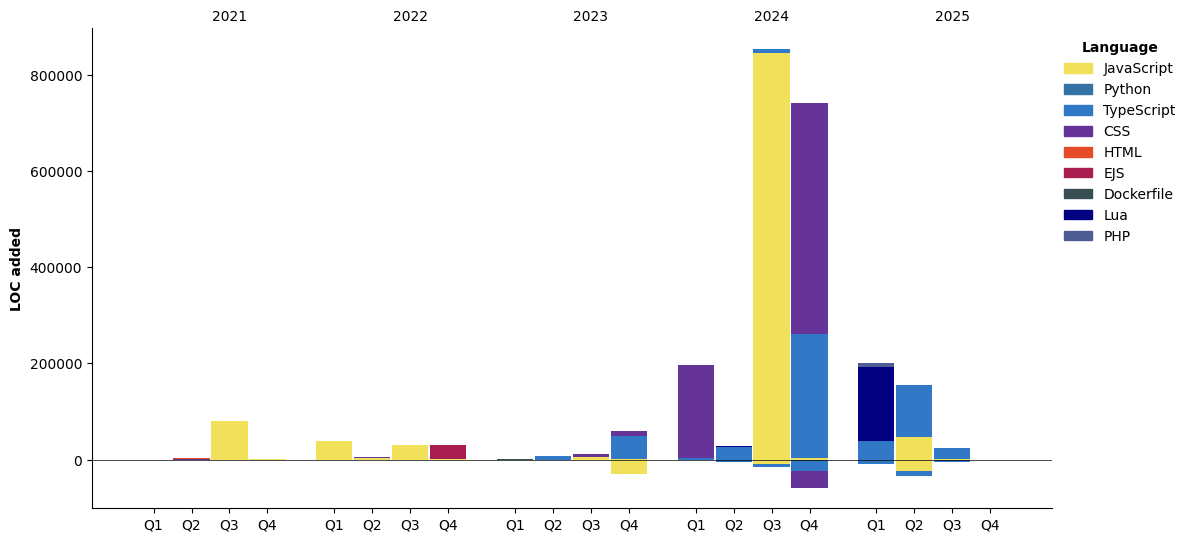 2021 2022 2023 2024 2025
Language
JavaScript
Python
TypeScript
CSS
HTML
EJS
Dockerfile
Lua
PHP
LOC added
800000
600000
400000
200000
0
Q1 Q2 Q3 Q4 Q1 Q2 Q3 Q4 Q1 Q2 Q3 Q4 Q1 Q2 Q3 Q4 Q1 Q2 Q3 Q4